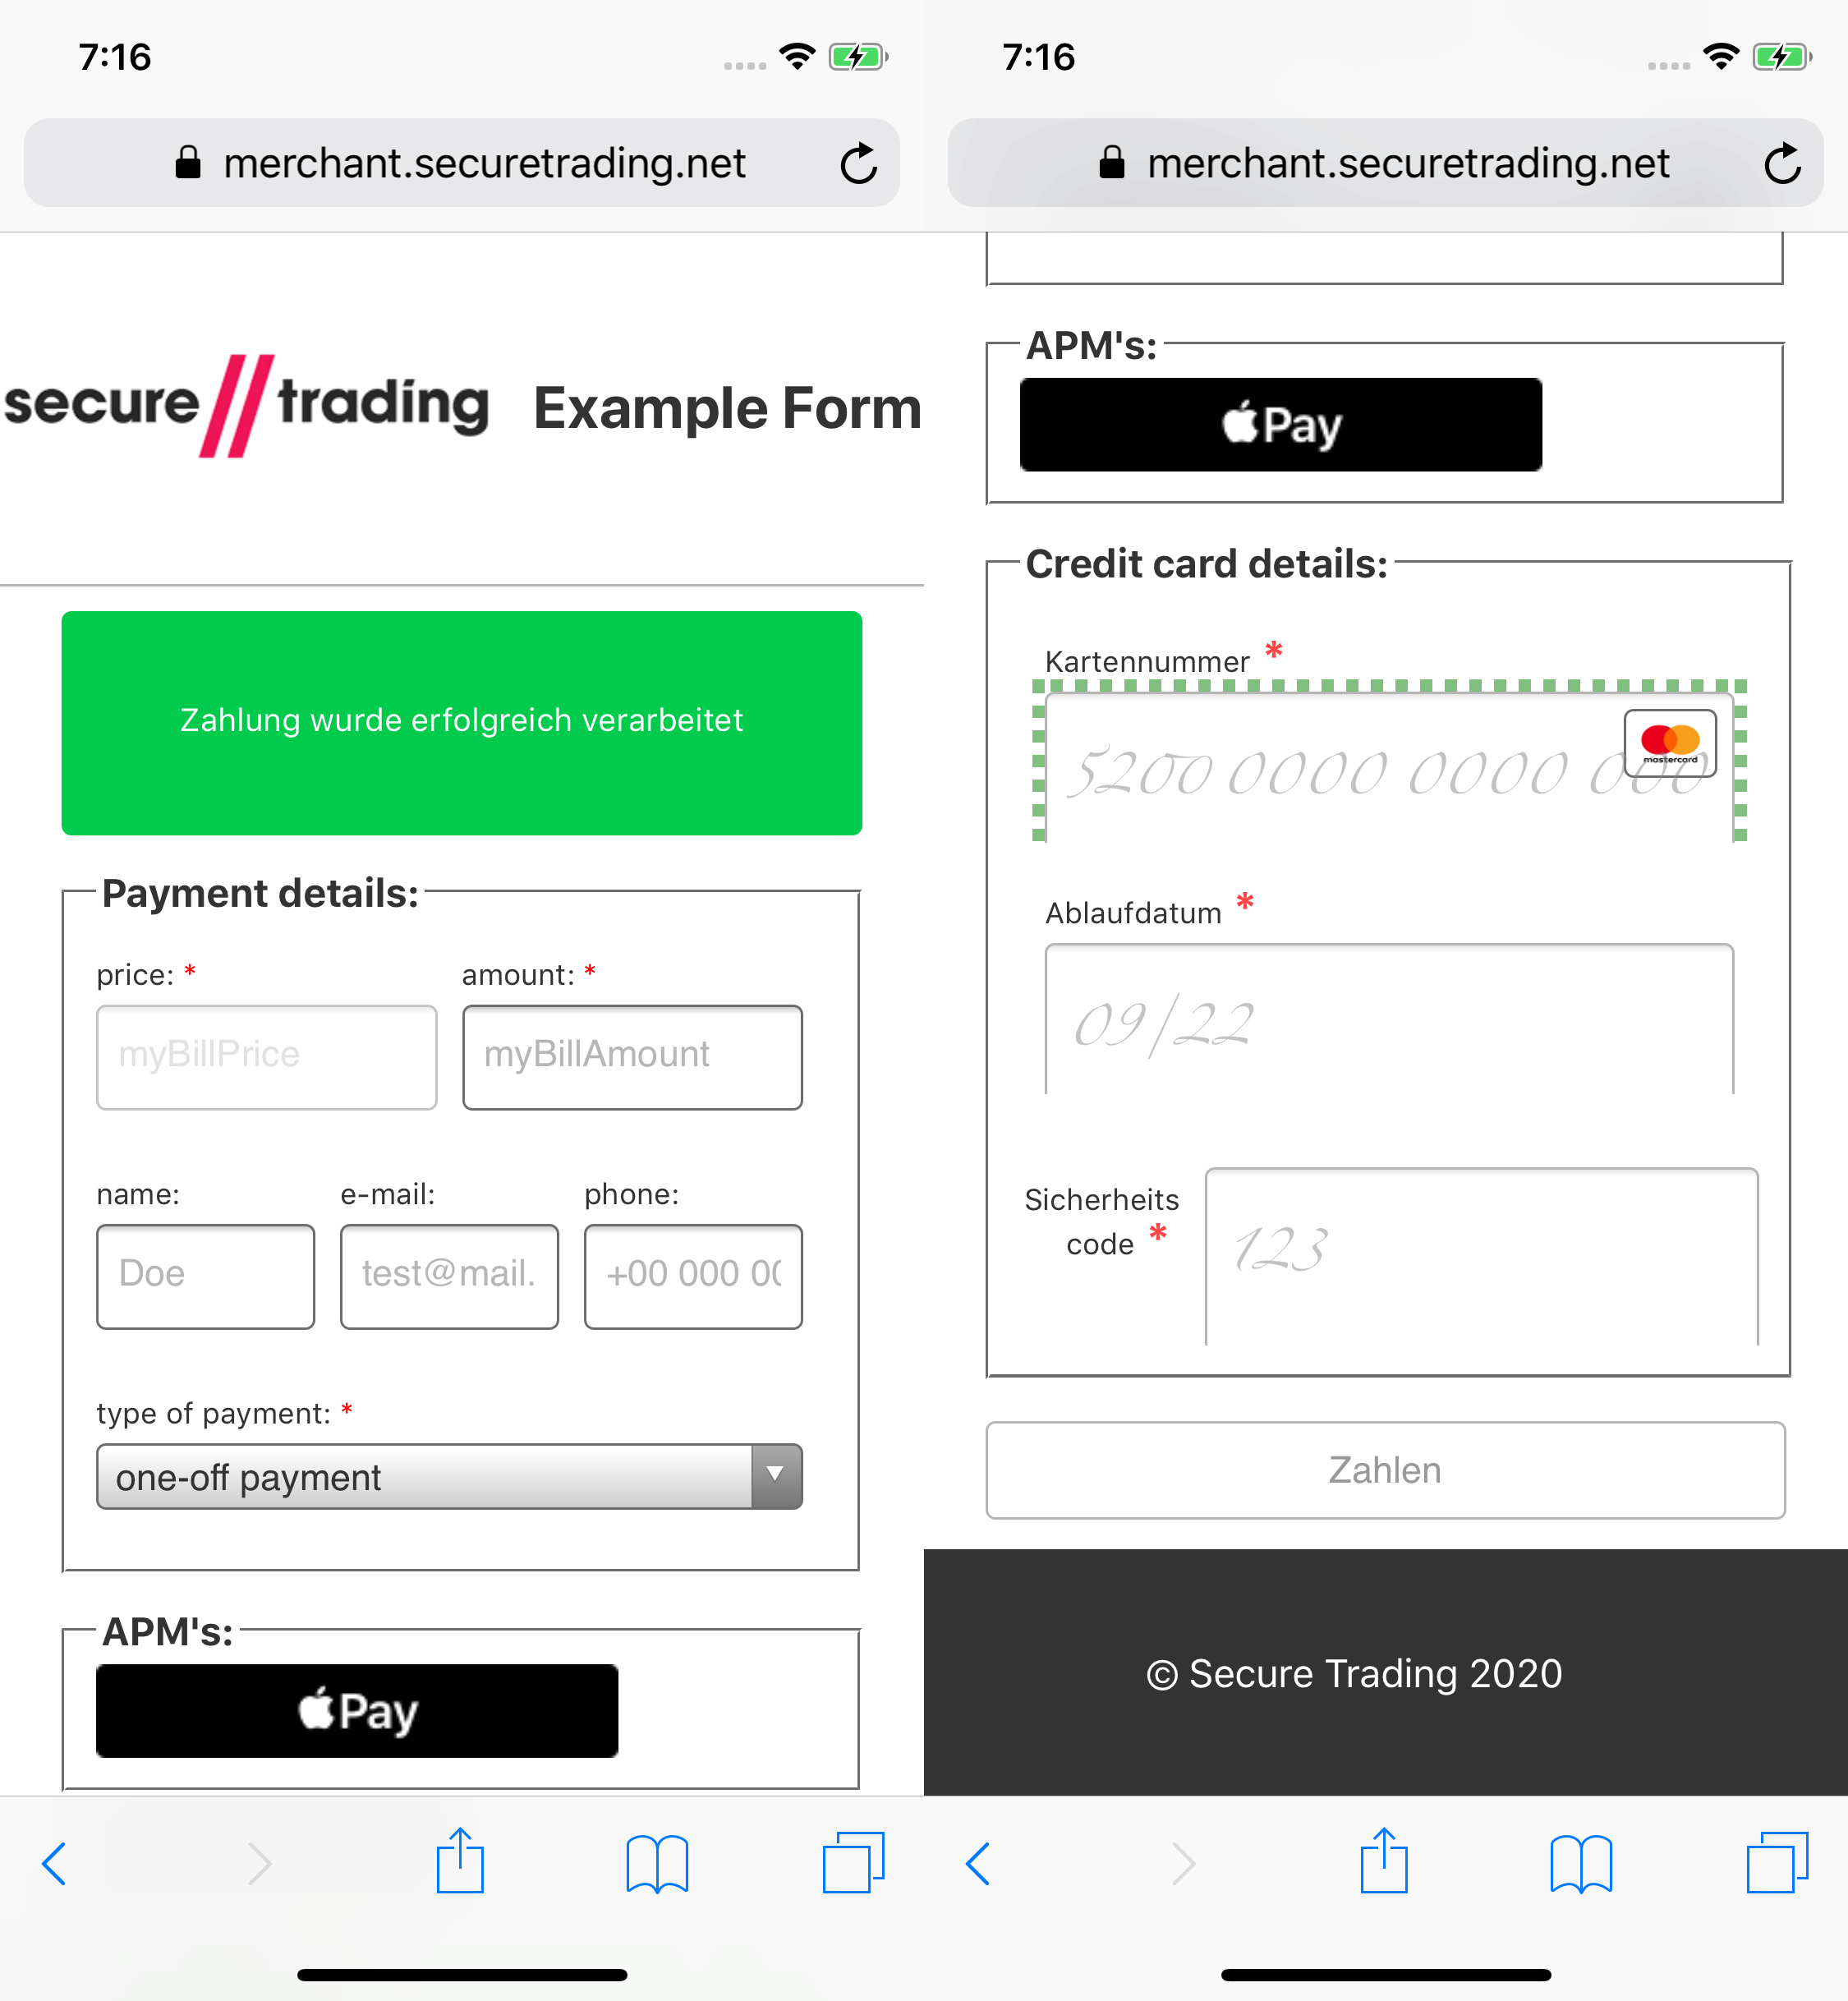 7:16
merchant.securetrading.net
secure//trading Example Form
Zahlung wurde erfolgreich verarbeitet
Payment details:
price: * amount: *
myBillPrice myBillAmount
name: e-mail: phone:
Doe test@mail. +00 000 00
type of payment: *
one-off payment
APM's:
Pay
7:16
merchant.securetrading.net
APM's:
Pay
Credit card details:
Kartennummer *
mastercard
5200 0000 0000 000
Ablaufdatum *
09/22
Sicherheits
code *
123
Zahlen
© Secure Trading 2020